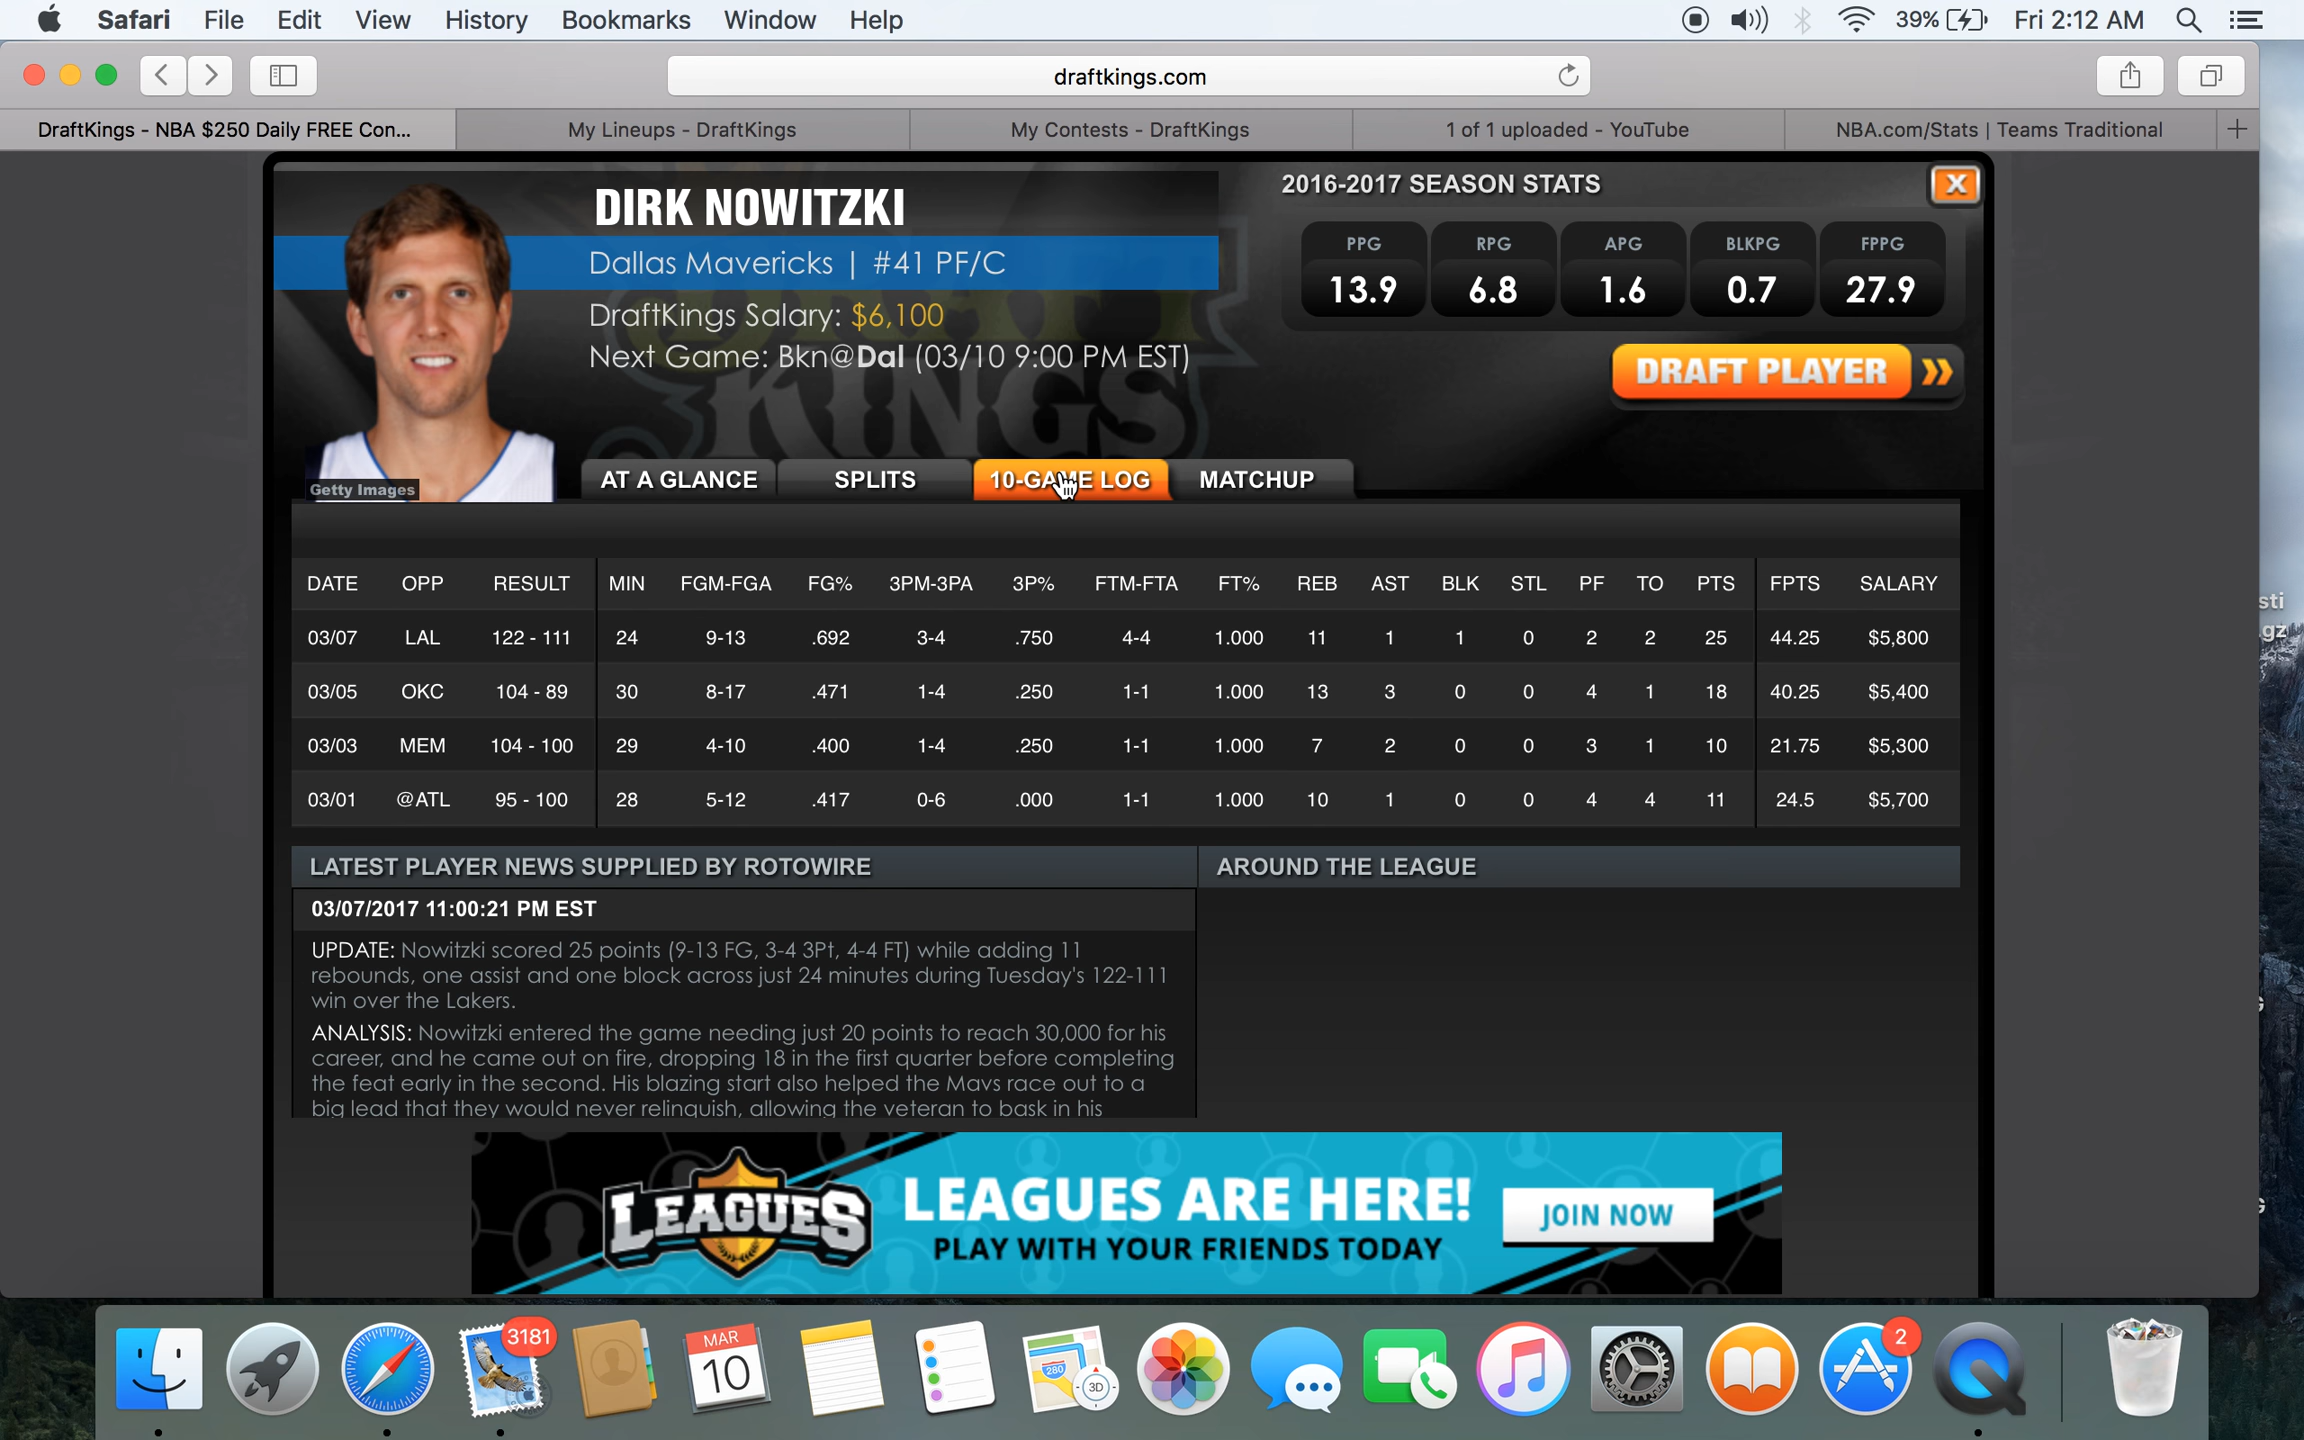 Safari File Edit View History Bookmarks Window Help 39% Fri 2:12 AM
draftkings.com
DraftKings - NBA $250 Daily FREE Con... My Lineups - DraftKings My Contests - DraftKings 1 of 1 uploaded - YouTube NBA.com/Stats | Teams Traditional +
DIRK NOWITZKI
Dallas Mavericks | #41 PF/C
DraftKings Salary: $6,100
Next Game: Bkn@Dal (03/10 9:00 PM EST)
Getty Images
2016-2017 SEASON STATS
X
PPG RPG APG BLKPG FPPG
13.9 6.8 1.6 0.7 27.9
DRAFT PLAYER
KINGS
AT A GLANCE SPLITS 10-GAME LOG MATCHUP
DATE OPP RESULT MIN FGM-FGA FG% 3PM-3PA 3P% FTM-FTA FT% REB AST BLK STL PF TO PTS FPTS SALARY
03/07 LAL 122 - 111 24 9-13 .692 3-4 .750 4-4 1.000 11 1 1 0 2 2 25 44.25 $5,800
03/05 OKC 104 - 89 30 8-17 .471 1-4 .250 1-1 1.000 13 3 0 0 4 1 18 40.25 $5,400
03/03 MEM 104 - 100 29 4-10 .400 1-4 .250 1-1 1.000 7 2 0 0 3 1 10 21.75 $5,300
03/01 @ATL 95 - 100 28 5-12 .417 0-6 .000 1-1 1.000 10 1 0 0 4 4 11 24.5 $5,700
LATEST PLAYER NEWS SUPPLIED BY ROTOWIRE
03/07/2017 11:00:21 PM EST
UPDATE: Nowitzki scored 25 points (9-13 FG, 3-4 3Pt, 4-4 FT) while adding 11
rebounds, one assist and one block across just 24 minutes during Tuesday's 122-111
win over the Lakers.
ANALYSIS: Nowitzki entered the game needing just 20 points to reach 30,000 for his
career, and he came out on fire, dropping 18 in the first quarter before completing
the feat early in the second. His blazing start also helped the Mavs race out to a
big lead that they would never relinquish, allowing the veteran to bask in his
AROUND THE LEAGUE
LEAGUES
LEAGUES ARE HERE!
PLAY WITH YOUR FRIENDS TODAY
JOIN NOW
sti
.gz
3181
MAR
10
280
3D
2